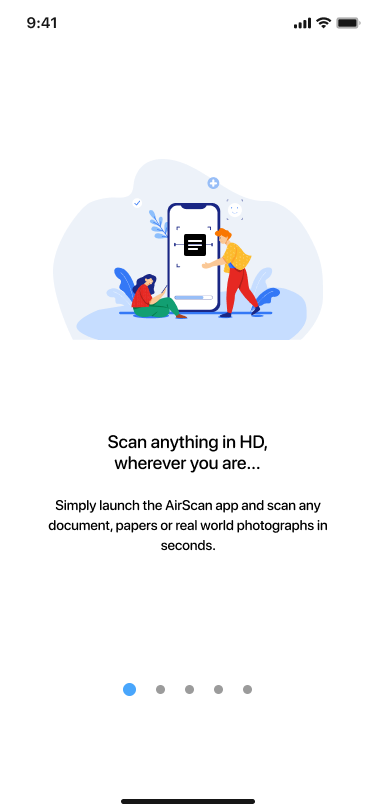 9:41
Scan anything in HD,
wherever you are...
Simply launch the AirScan app and scan any
document, papers or real world photographs in
seconds.